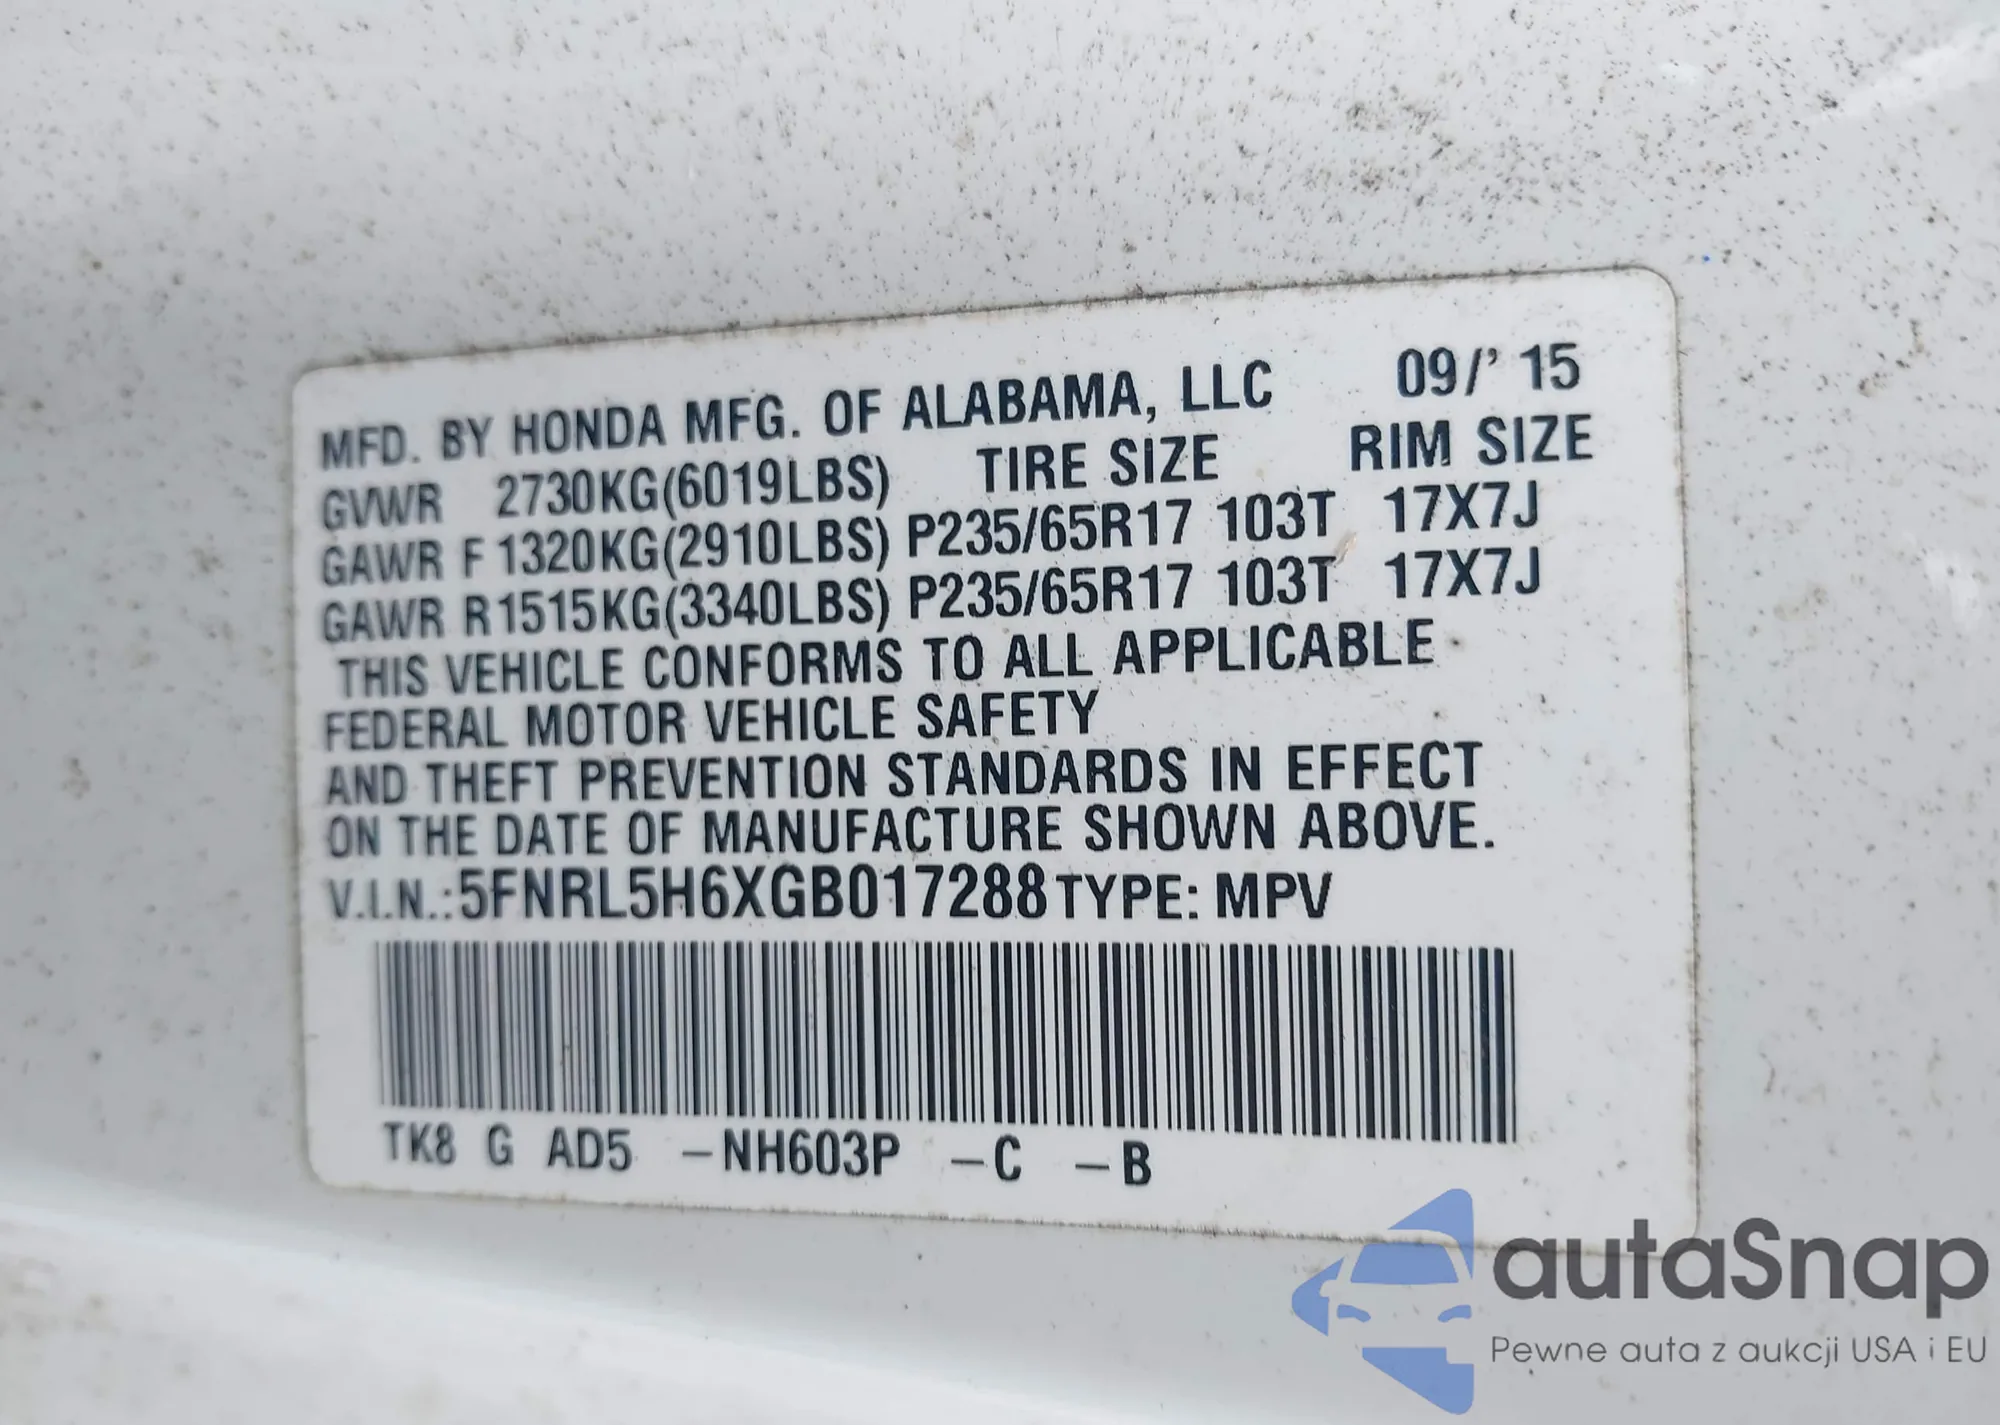 MFD. BY HONDA MFG. OF ALABAMA, LLC 09/' 15
GVWR 2730KG(6019LBS) TIRE SIZE RIM SIZE
GAWR F 1320KG(2910LBS) P235/65R17 103T 17X7J
GAWR R1515KG(3340LBS) P235/65R17 103T 17X7J
THIS VEHICLE CONFORMS TO ALL APPLICABLE
FEDERAL MOTOR VEHICLE SAFETY
AND THEFT PREVENTION STANDARDS IN EFFECT
ON THE DATE OF MANUFACTURE SHOWN ABOVE.
V.I.N.:5FNRL5H6XGB017288 TYPE: MPV
TK8 G AD5 -NH603P -C -B
autaSnap
Pewne auta z aukcji USA i EU